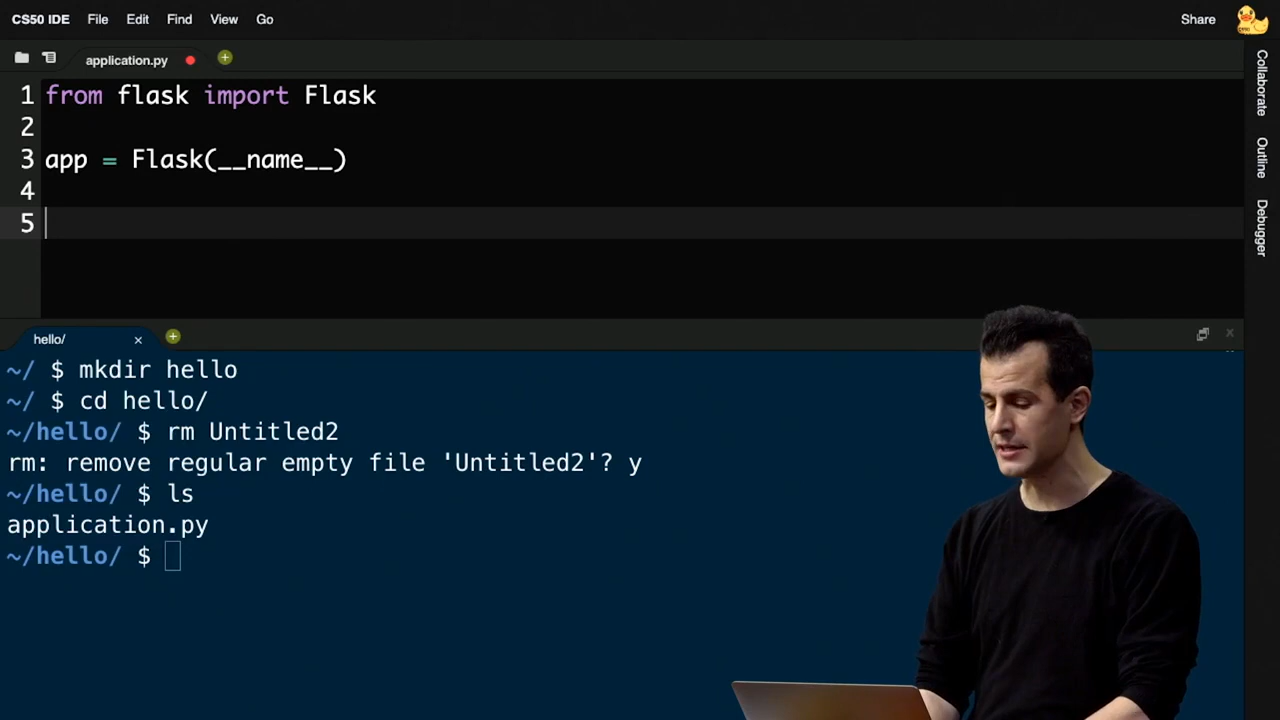 CS50 IDE File Edit Find View Go Share
application.py
1 from flask import Flask
2
3 app = Flask(__name__)
4
5
Collaborate
Outline
Debugger
hello/
~/ $ mkdir hello
~/ $ cd hello/
~/hello/ $ rm Untitled2
rm: remove regular empty file 'Untitled2'? y
~/hello/ $ ls
application.py
~/hello/ $